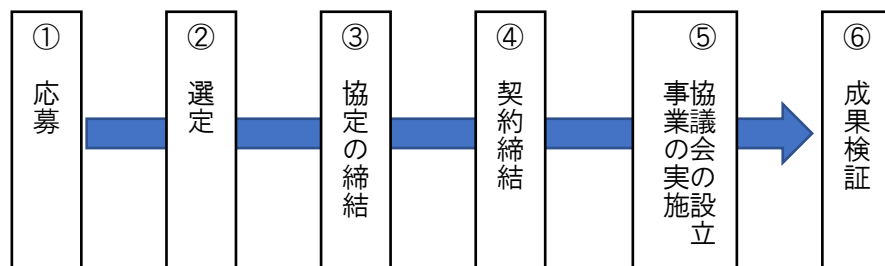 ①
応募
②
選定
③
協定の締結
④
契約締結
⑤
協議会の設立
事業の実施
⑥
成果検証